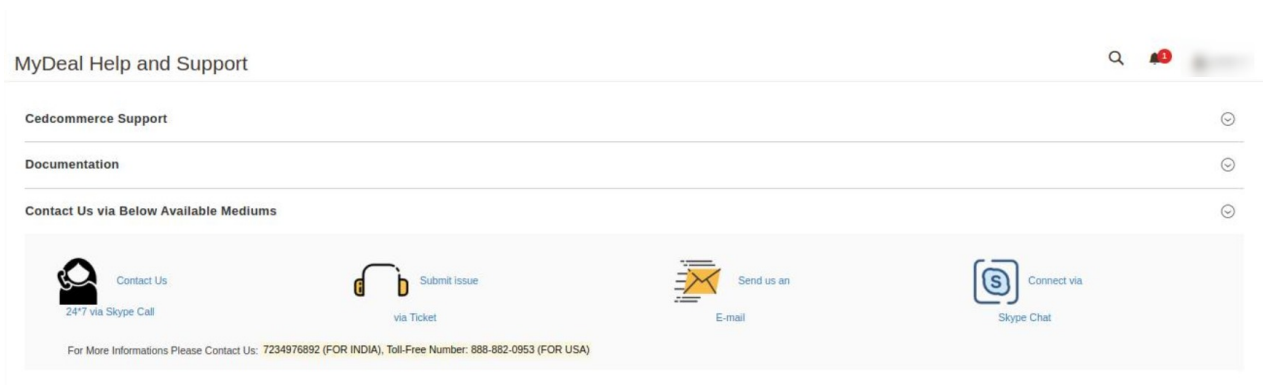 MyDeal Help and Support
1
Cedcommerce Support
Documentation
Contact Us via Below Available Mediums
Contact Us
24*7 via Skype Call
Submit issue
via Ticket
Send us an
E-mail
S
Connect via
Skype Chat
For More Informations Please Contact Us: 7234976892 (FOR INDIA), Toll-Free Number: 888-882-0953 (FOR USA)